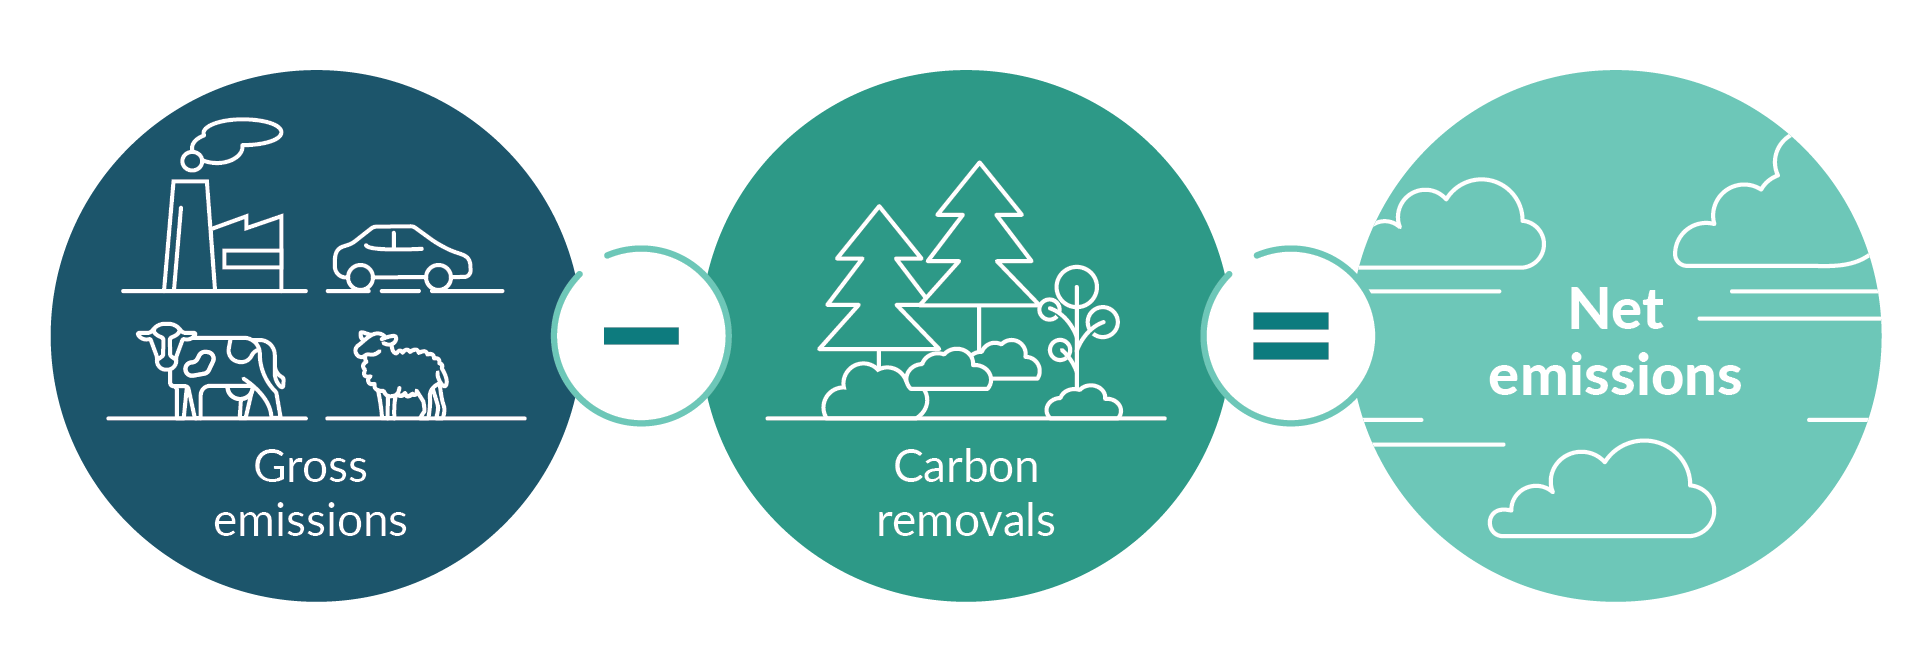 Gross
emissions
−
Carbon
removals
=
Net
emissions